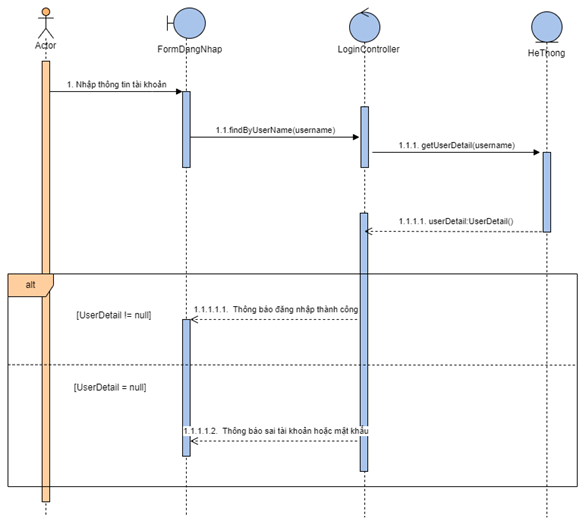 Actor
FormDangNhap
LoginController
HeThong
1. Nhập thông tin tài khoản
1.1.findByUserName(username)
1.1.1. getUserDetail(username)
1.1.1.1. userDetail:UserDetail()
alt
1.1.1.1.1. Thông báo đăng nhập thành công
[UserDetail != null]
[UserDetail = null]
1.1.1.1.2. Thông báo sai tài khoản hoặc mật khẩu